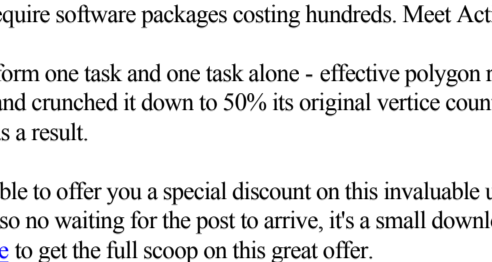 equire software packages costing hundreds. Meet Act
form one task and one task alone - effective polygon r
and crunched it down to 50% its original vertice coun
s a result.
ble to offer you a special discount on this invaluable u
so no waiting for the post to arrive, it's a small downl
e to get the full scoop on this great offer.